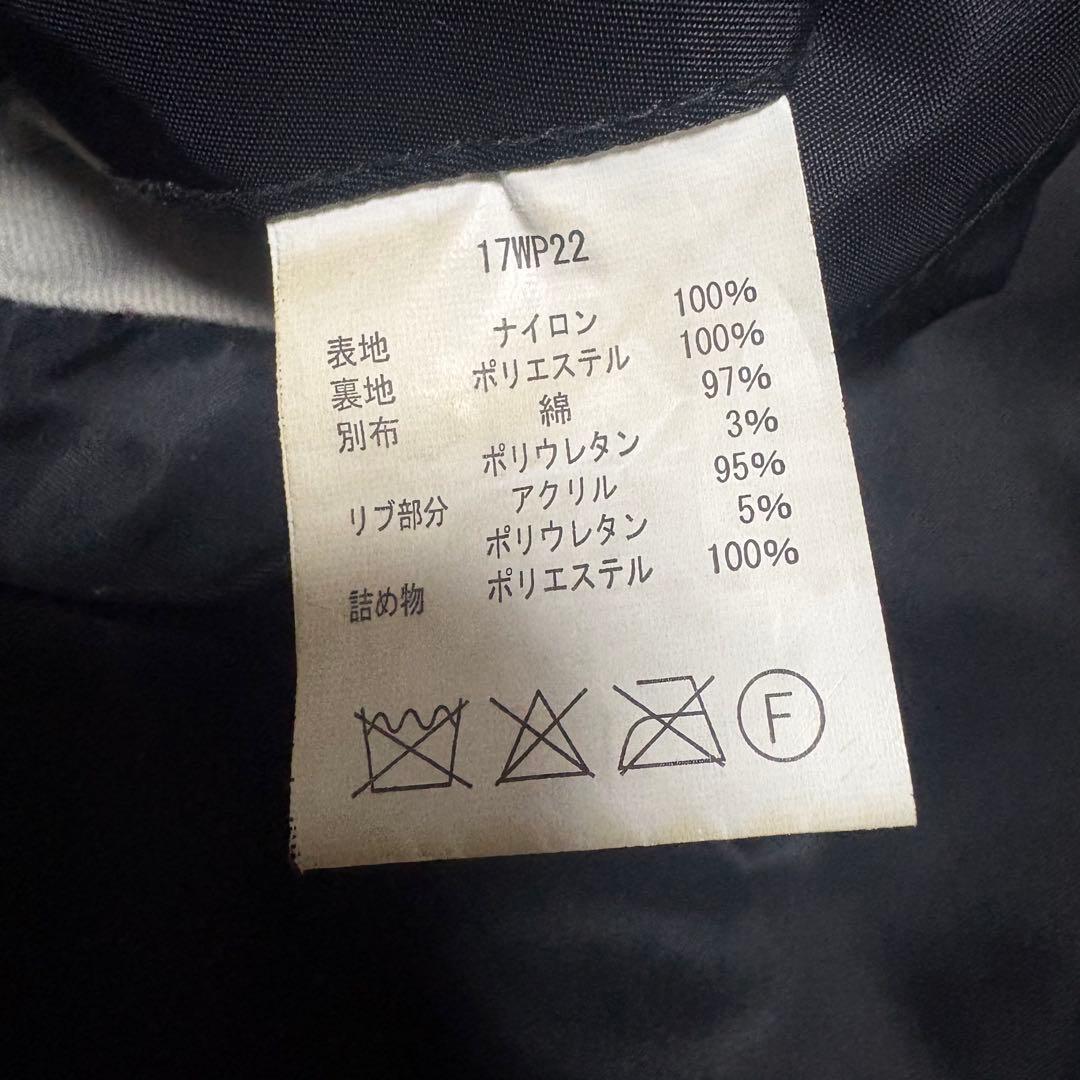 17WP22
表地 ナイロン 100%
裏地 ポリエステル 100%
別布 綿 97%
ポリウレタン 3%
リブ部分 アクリル 95%
ポリウレタン 5%
詰め物 ポリエステル 100%
F